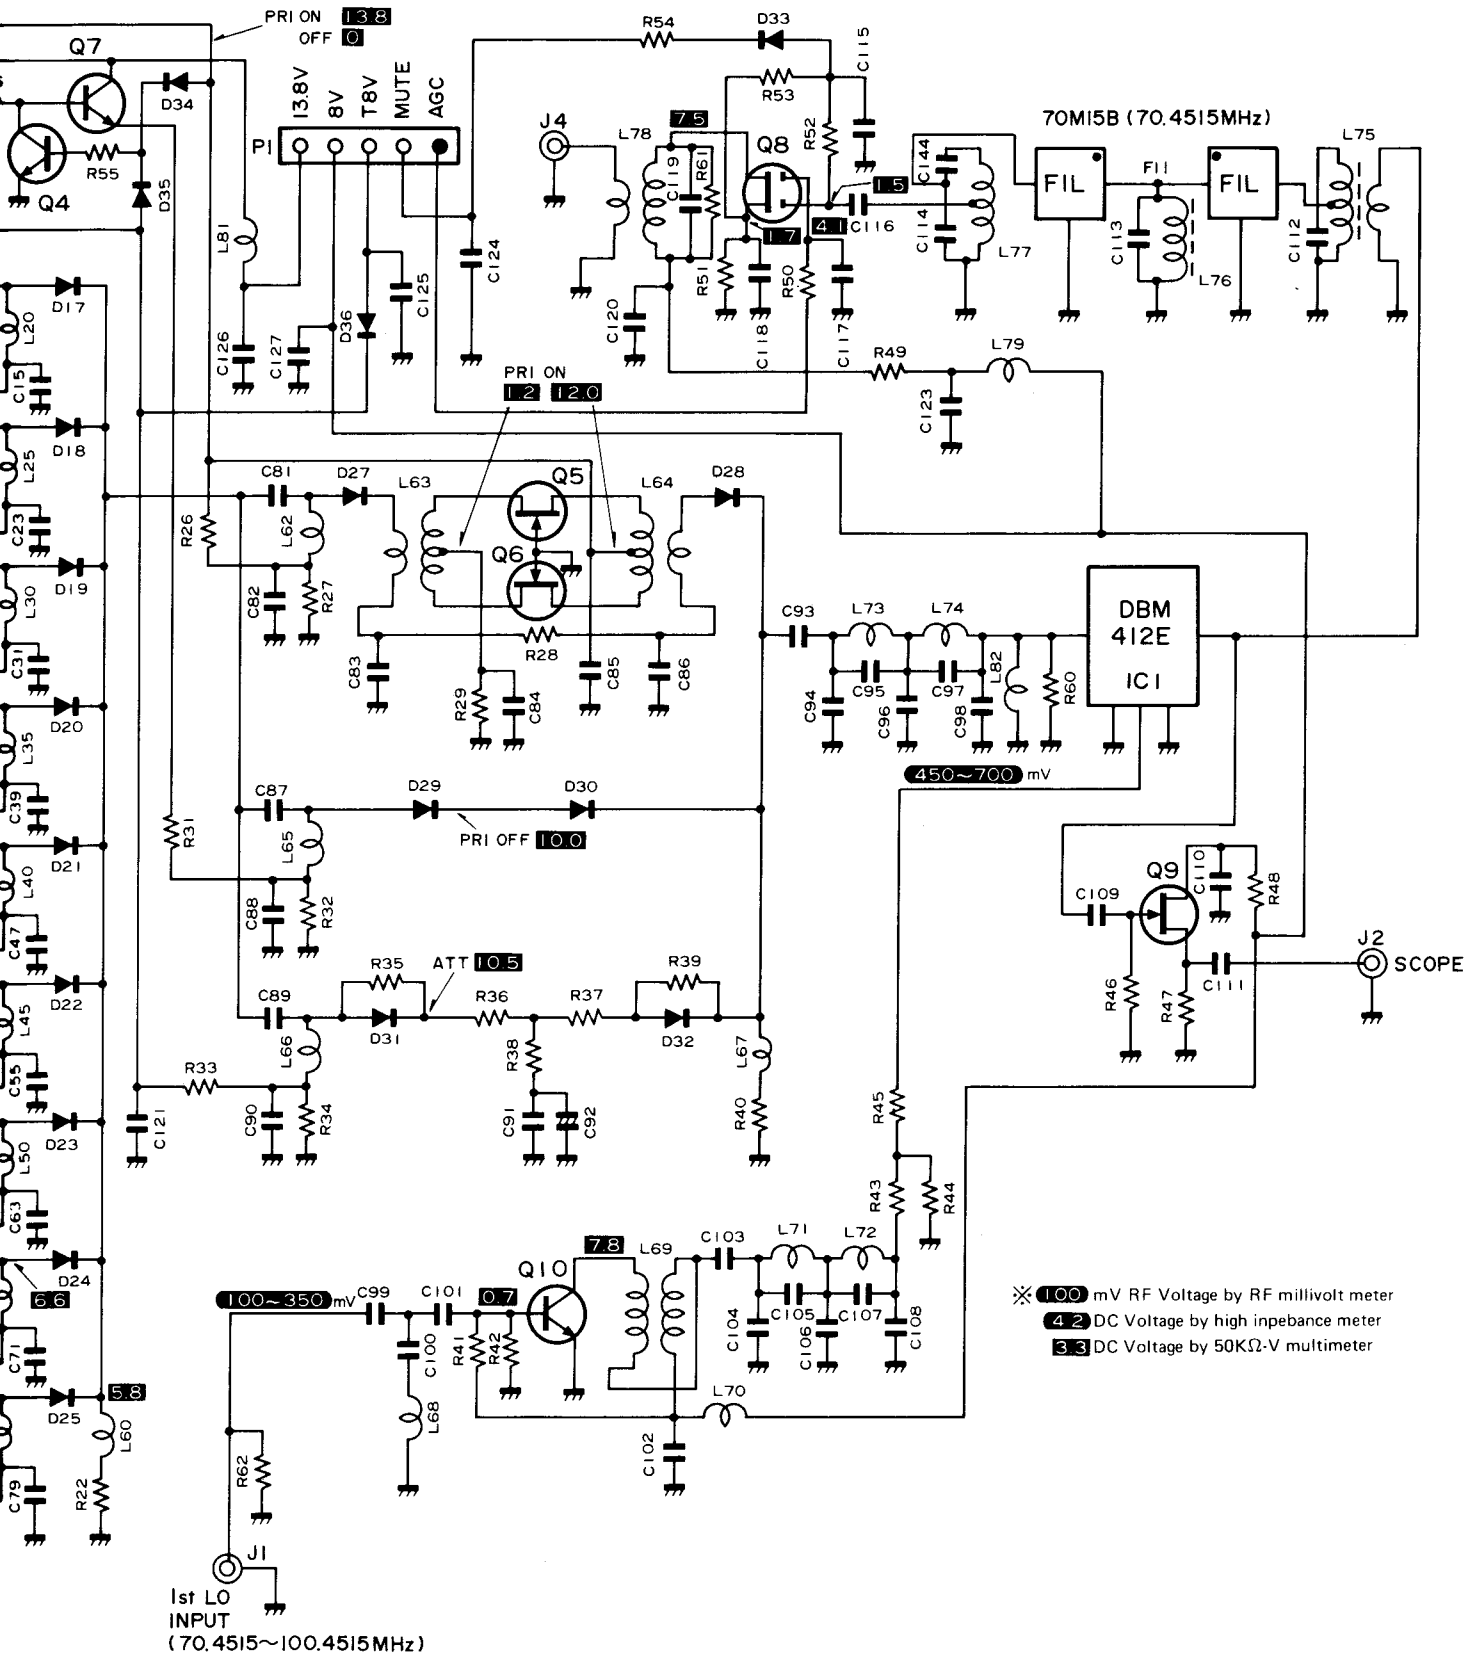 PRI ON 13.8
OFF 0
Q7
D34
R55
Q4
D35
13.8V
8V
T8V
MUTE
AGC
P1
R54
D33
C115
R53
R52
J4
L78
7.5
C119
R61
Q8
1.5
4.1
C116
1.7
R51
C118
R50
C117
C120
70M15B (70.4515MHz)
C144
C114
L77
FIL
F11
FIL
C113
L76
L75
C112
L81
C126
C127
D36
C125
C124
R49
L79
C123
D17
L20
C15
D18
L25
C23
D19
L30
C31
D20
L35
C39
D21
L40
C47
D22
L45
C55
D23
L50
C63
D24
6.6
C71
D25
5.8
L60
C79
R22
PRI ON
1.2 12.0
C81
D27
L63
Q5
L64
D28
R26
L62
Q6
C82
R27
C83
R28
R29
C84
C85
C86
C93
L73
L74
C94
C95
C96
C97
C98
L82
R60
DBM
412E
IC1
450~700 mV
C87
L65
D29
D30
PRI OFF 10.0
R31
C88
R32
C109
Q9
C110
R48
R46
R47
C111
J2
SCOPE
C89
L66
R35
D31
ATT 10.5
R36
R37
R39
D32
R38
L67
R33
C121
C90
R34
C91
C92
R40
R45
R43
R44
100~350 mV
C99
C101
0.7
Q10
7.8
L69
C103
L71
L72
C100
R41
R42
L68
C104
C105
C106
C107
C108
L70
C102
R62
J1
1st LO
INPUT
(70.4515~100.4515MHz)
※ 100 mV RF Voltage by RF millivolt meter
4.2 DC Voltage by high inpebance meter
3.3 DC Voltage by 50KΩ-V multimeter